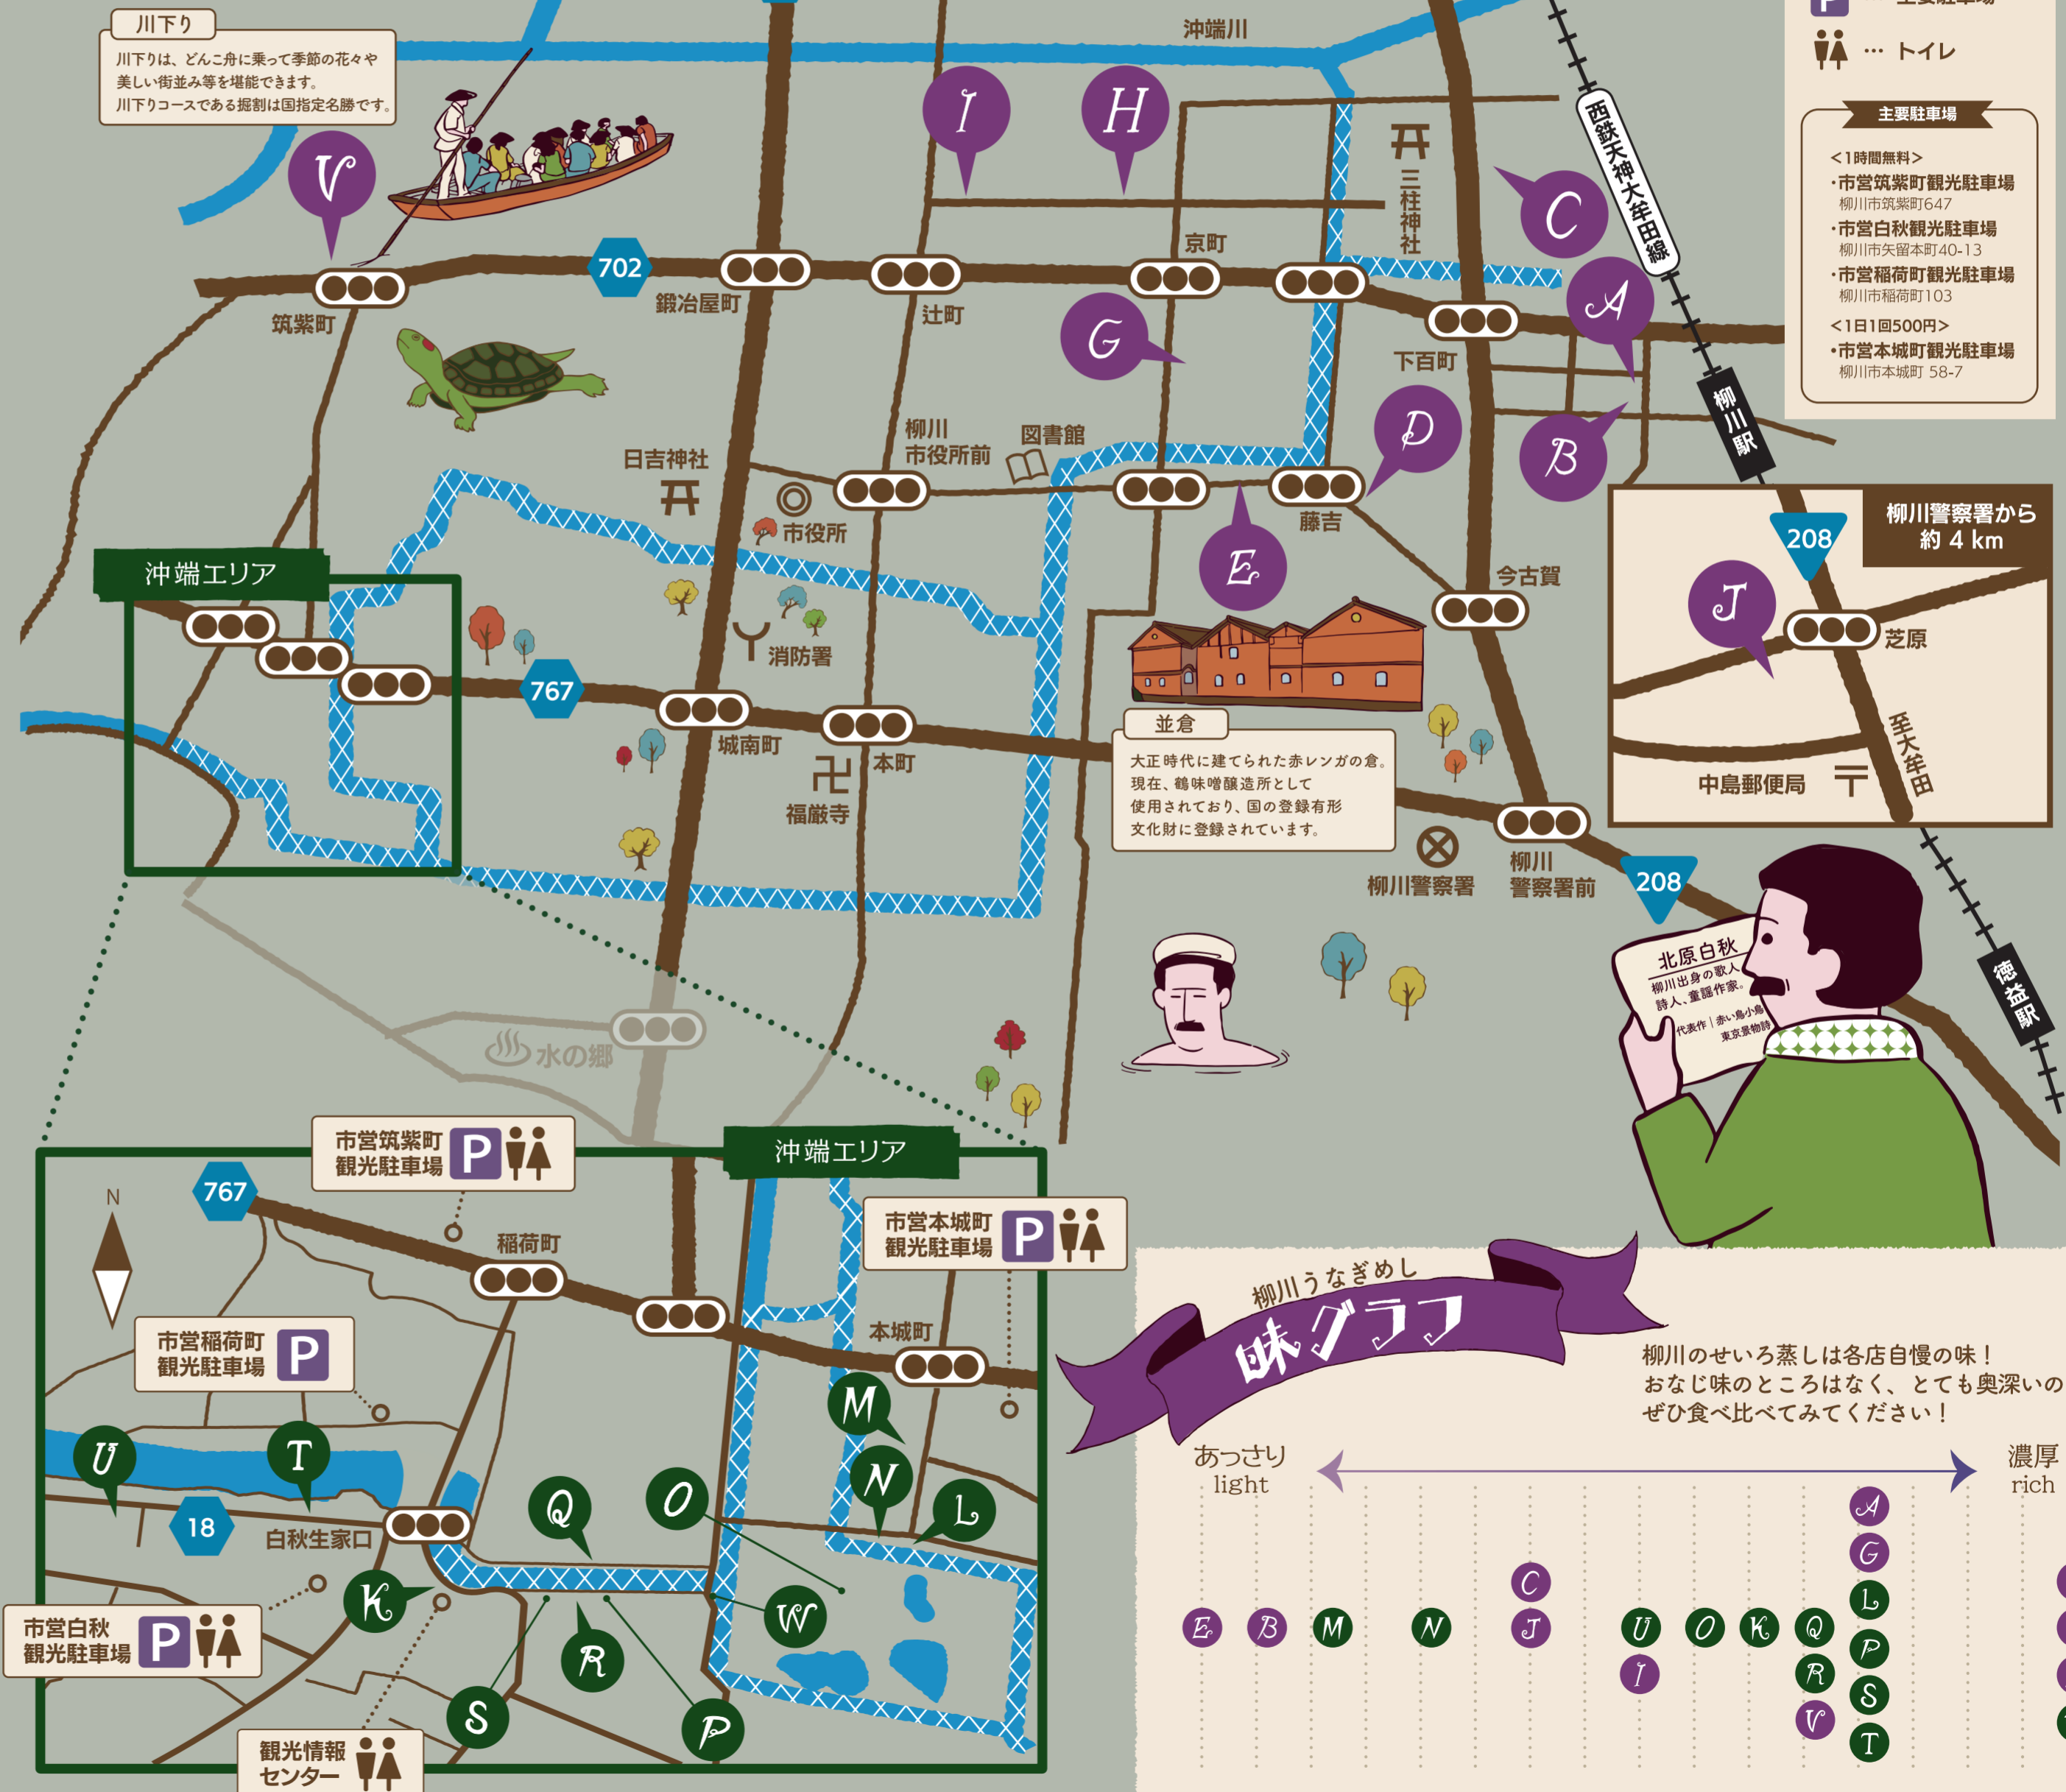 川下り
川下りは、どんこ舟に乗って季節の花々や
美しい街並み等を堪能できます。
川下りコースである掘割は国指定名勝です。
沖端川
… トイレ
主要駐車場
＜1時間無料＞
・市営筑紫町観光駐車場
柳川市筑紫町647
・市営白秋観光駐車場
柳川市矢留本町40-13
・市営稲荷町観光駐車場
柳川市稲荷町103
＜1日1回500円＞
・市営本城町観光駐車場
柳川市本城町 58-7
西鉄天神大牟田線
V
I
H
C
三柱神社
京町
702
鍛冶屋町
辻町
筑紫町
A
G
下百町
D
B
柳川駅
柳川
市役所前
図書館
日吉神社
市役所
藤吉
E
今古賀
沖端エリア
消防署
767
城南町
本町
福厳寺
並倉
大正時代に建てられた赤レンガの倉。
現在、鶴味噌醸造所として
使用されており、国の登録有形
文化財に登録されています。
柳川警察署から
約 4 km
208
J
芝原
中島郵便局
至大牟田
柳川警察署
柳川
警察署前
208
北原白秋
柳川出身の歌人、
詩人、童謡作家。
代表作｜赤い鳥小鳥
東京景物詩
徳益駅
水の郷
沖端エリア
市営筑紫町
観光駐車場
P
市営本城町
観光駐車場
P
N
767
稲荷町
市営稲荷町
観光駐車場
P
本城町
M
N
L
O
Q
U
T
18
白秋生家口
K
W
R
S
P
市営白秋
観光駐車場
P
観光情報
センター
柳川うなぎめし
味グラフ
柳川のせいろ蒸しは各店自慢の味！
おなじ味のところはなく、とても奥深いの
ぜひ食べ比べてみてください！
あっさり
light
濃厚
rich
A
G
C
L
E B M N J U O K Q P
I R S
V T